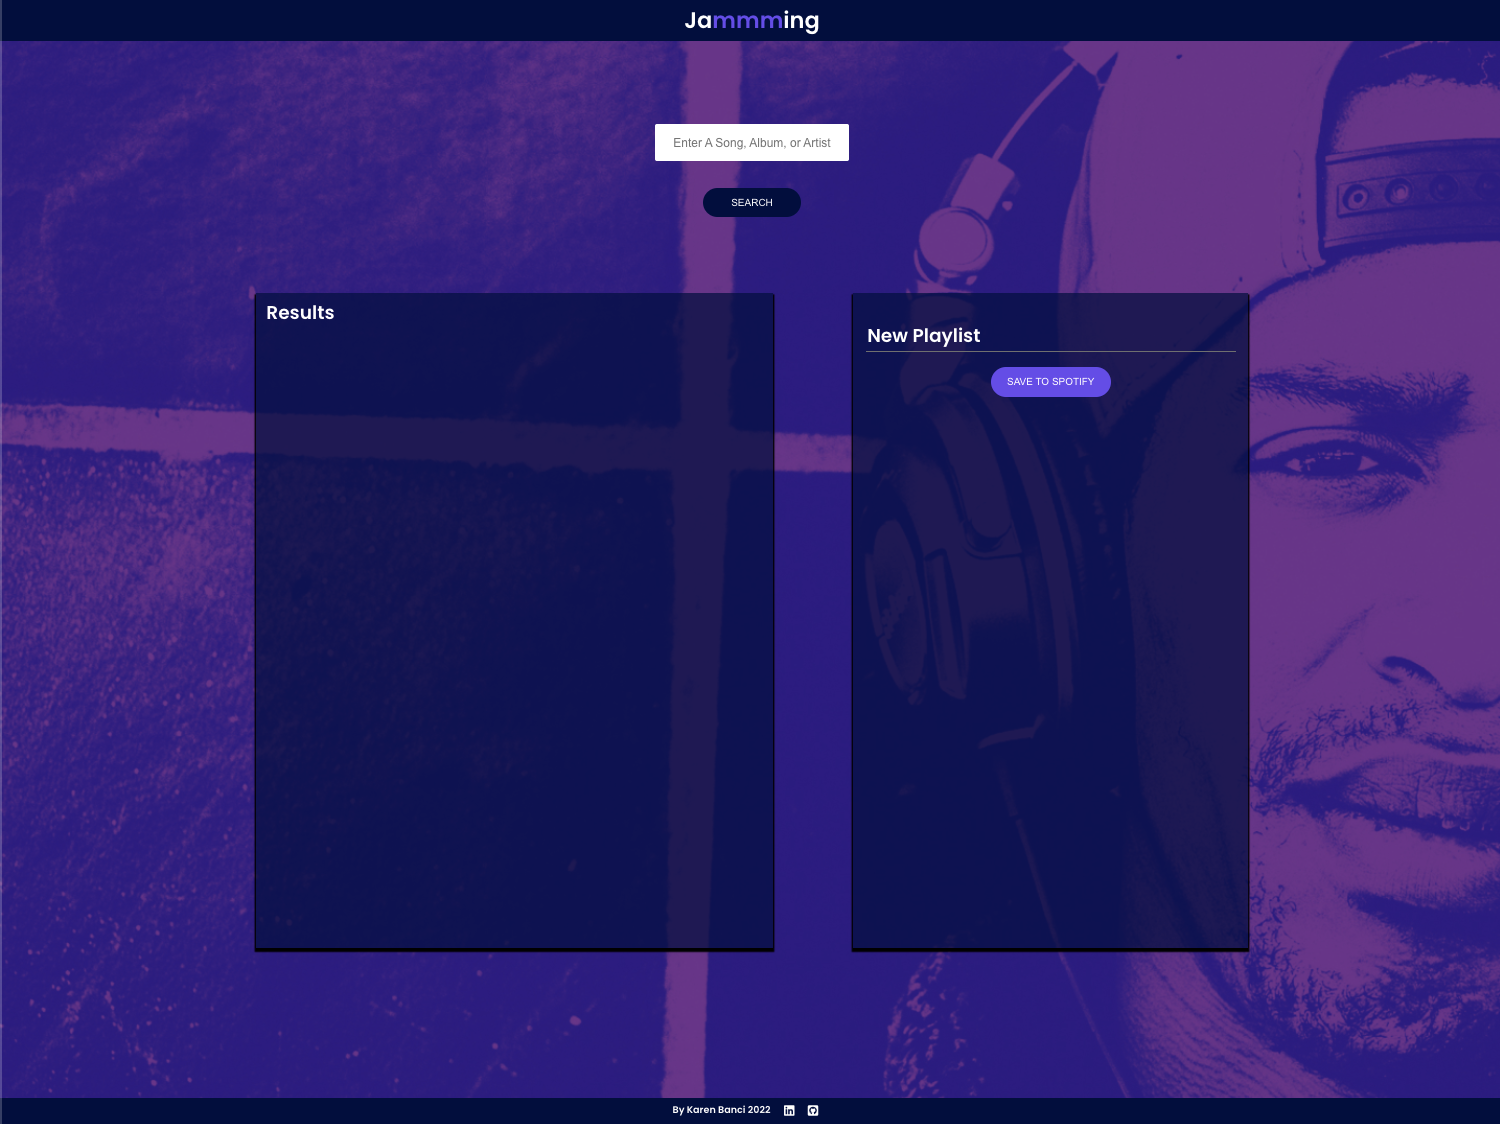 Jammming
Enter A Song, Album, or Artist
SEARCH
Results
New Playlist
SAVE TO SPOTIFY
By Karen Banci 2022